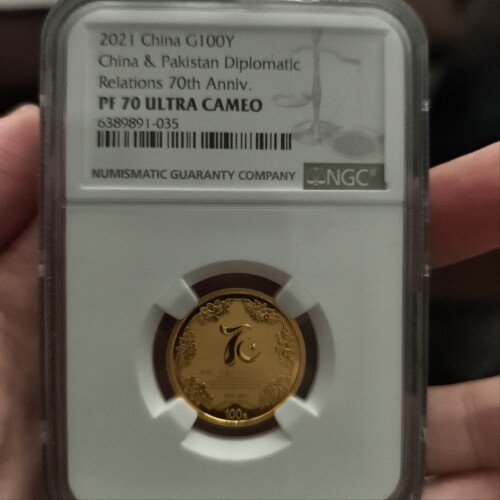 2021 China G100Y
China & Pakistan Diplomatic
Relations 70th Anniv.
PF 70 ULTRA CAMEO
6389891-035
NUMISMATIC GUARANTY COMPANY NGC®
70
100元